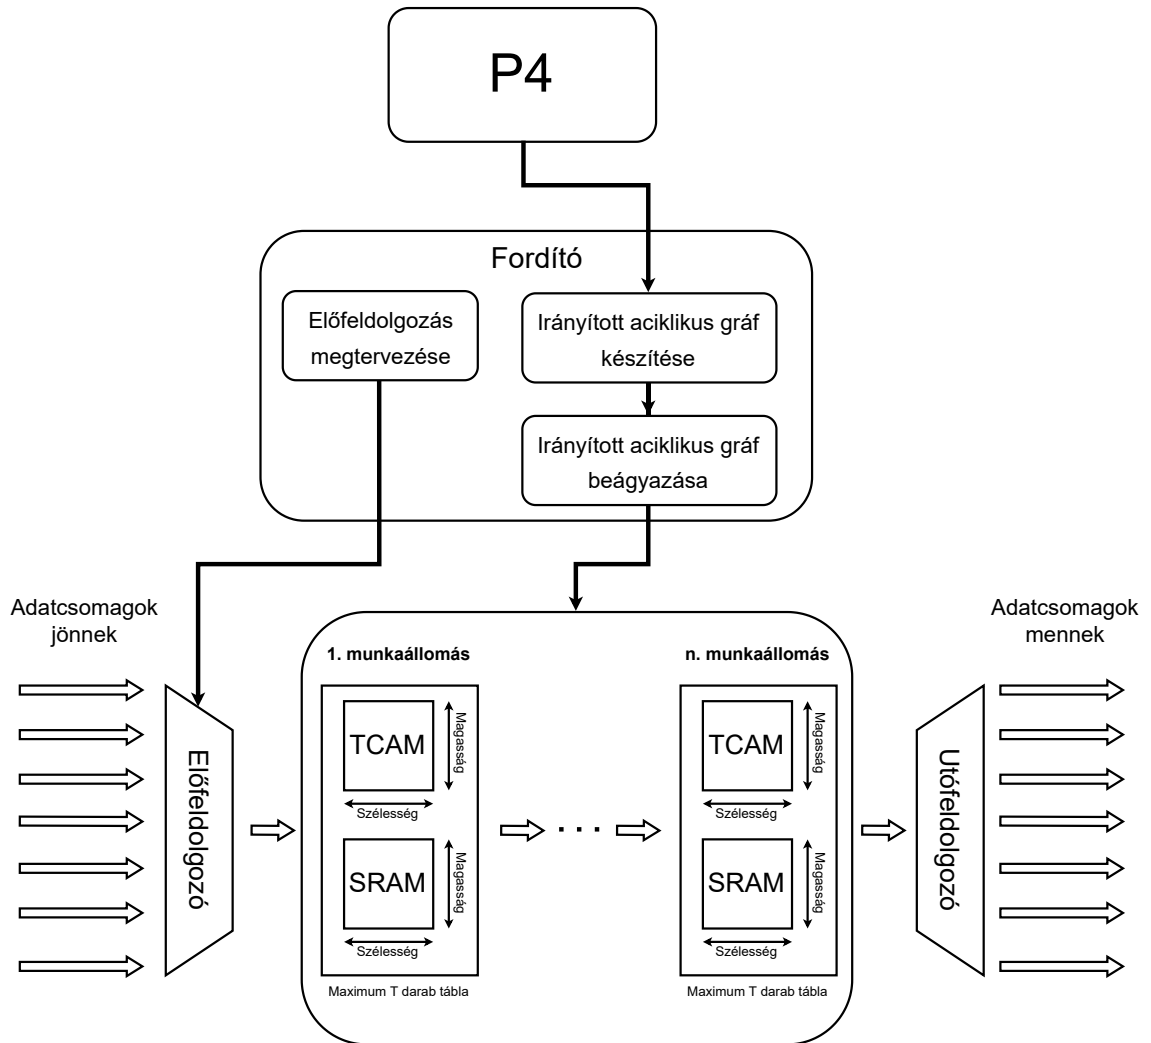 P4
Fordító
Előfeldolgozás
megtervezése
Irányított aciklikus gráf
készítése
Irányított aciklikus gráf
beágyazása
Adatcsomagok
jönnek
Adatcsomagok
mennek
Előfeldolgozó
1. munkaállomás
TCAM
Magasság
Szélesség
SRAM
Magasság
Szélesség
Maximum T darab tábla
. . .
n. munkaállomás
TCAM
Magasság
Szélesség
SRAM
Magasság
Szélesség
Maximum T darab tábla
Utófeldolgozó